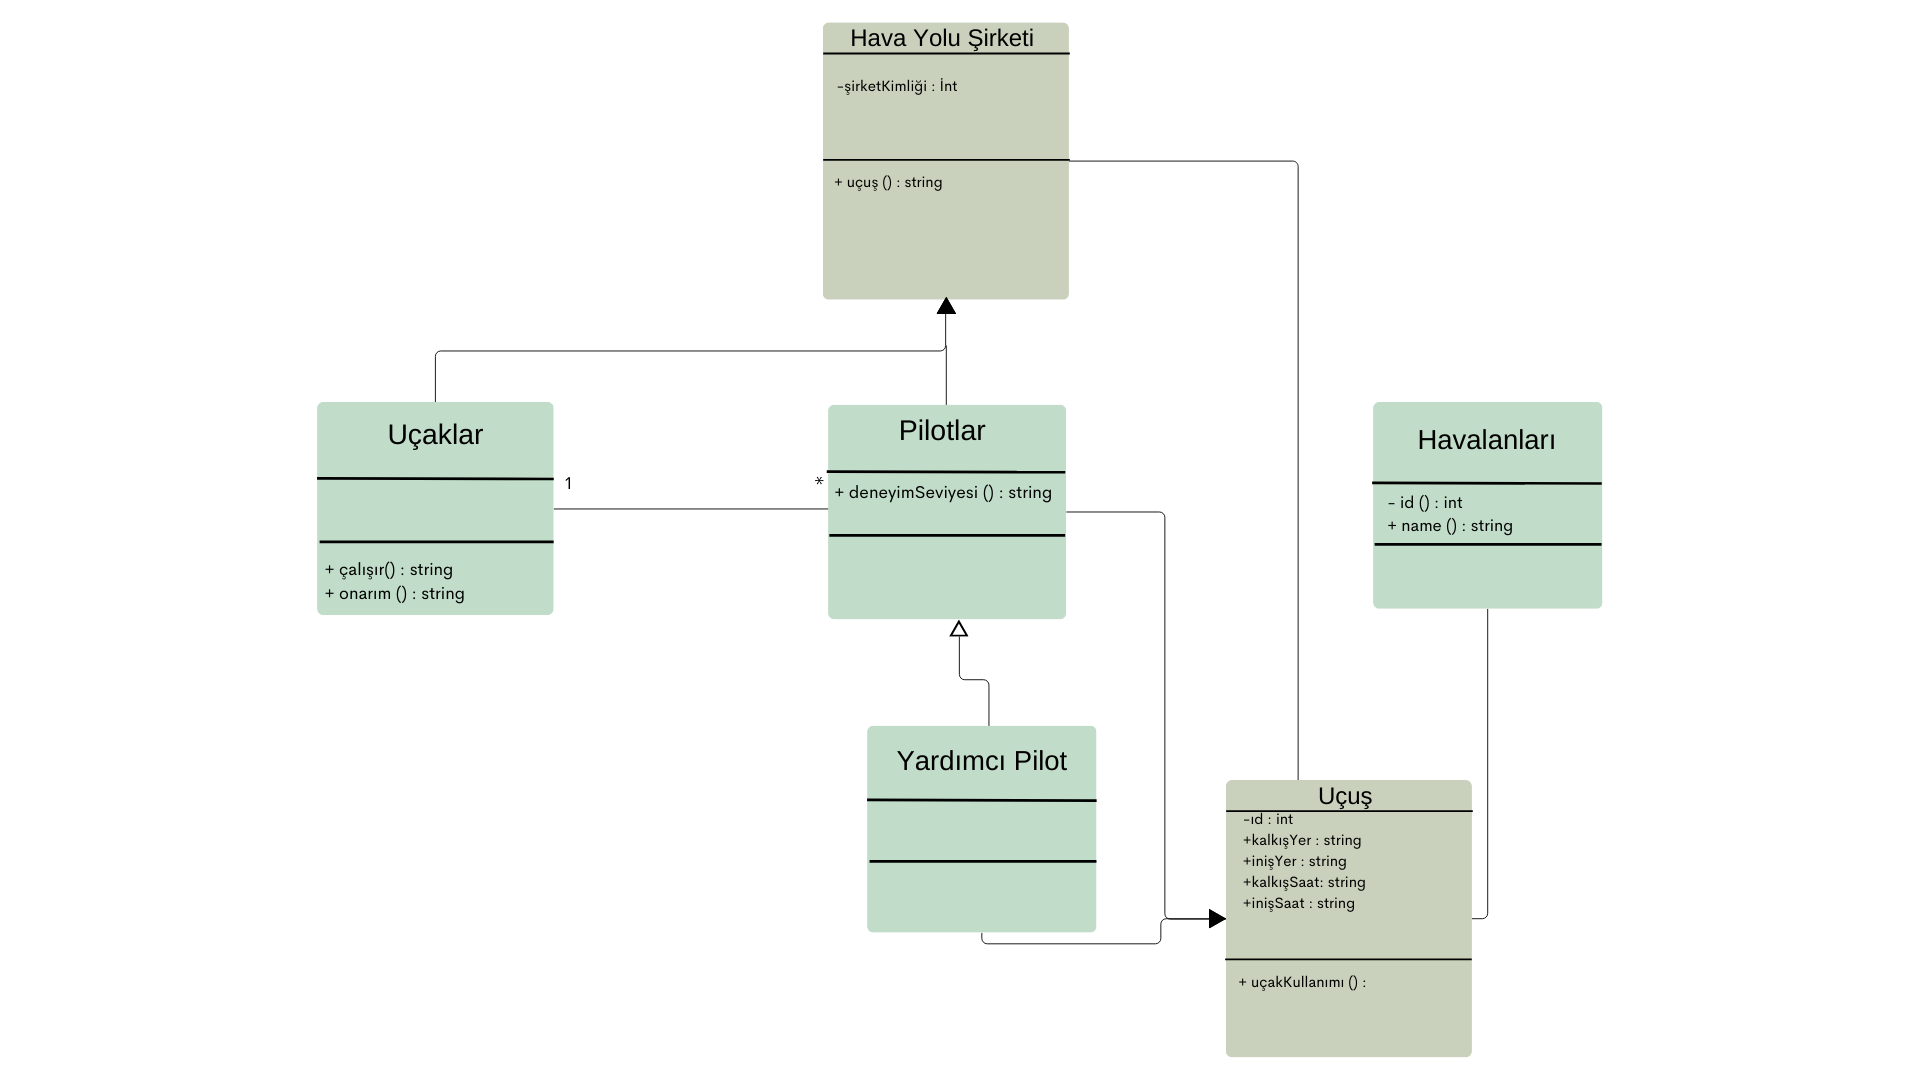 Hava Yolu Şirketi
-şirketKimliği : İnt
+ uçuş () : string
Uçaklar
+ çalışır() : string
+ onarım () : string
1
*
Pilotlar
+ deneyimSeviyesi () : string
Havalanları
- id () : int
+ name () : string
Yardımcı Pilot
Uçuş
-ıd : int
+kalkışYer : string
+inişYer : string
+kalkışSaat: string
+inişSaat : string
+ uçakKullanımı () :